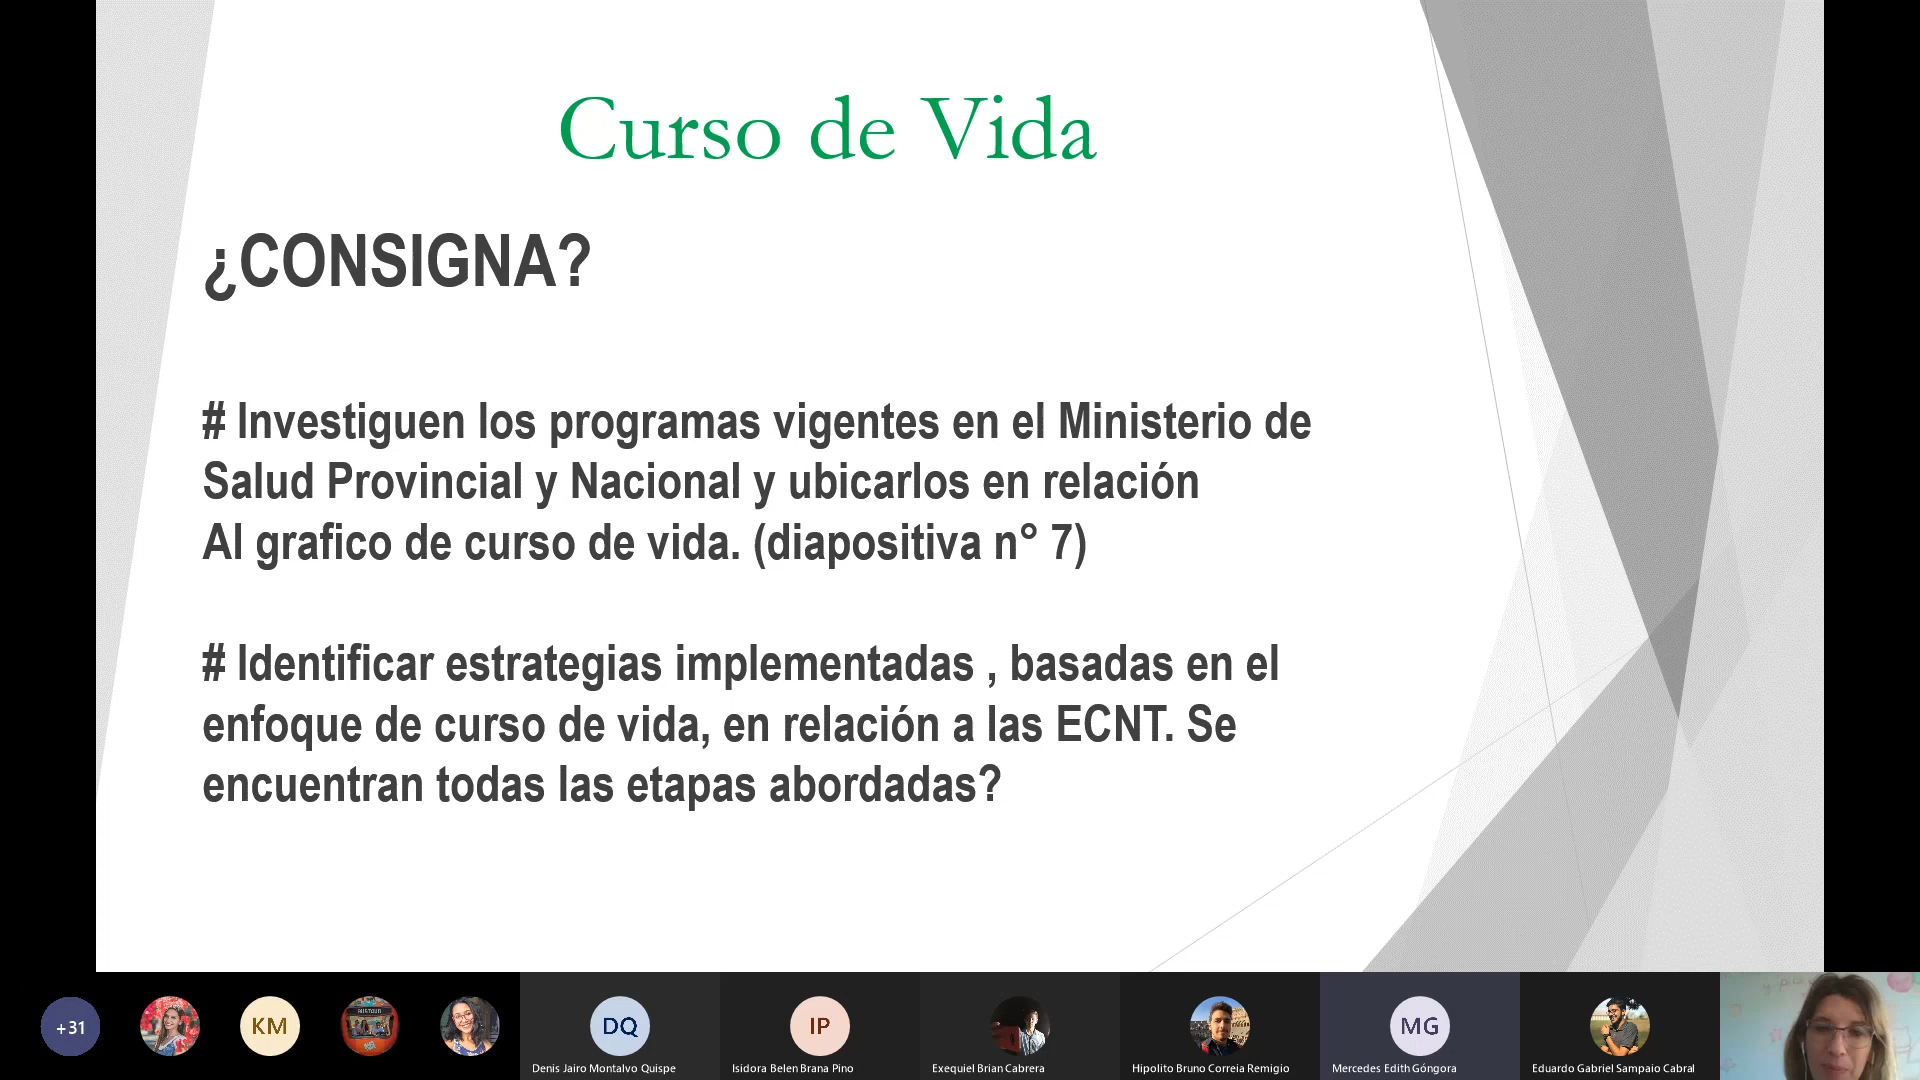 Curso de Vida
¿CONSIGNA?
# Investiguen los programas vigentes en el Ministerio de
Salud Provincial y Nacional y ubicarlos en relación
Al grafico de curso de vida. (diapositiva n° 7)
# Identificar estrategias implementadas , basadas en el
enfoque de curso de vida, en relación a las ECNT. Se
encuentran todas las etapas abordadas?
+31
KM
DQ
IP
MG
Denis Jairo Montalvo Quispe
Isidora Belen Brana Pino
Exequiel Brian Cabrera
Hipolito Bruno Correia Remigio
Mercedes Edith Góngora
Eduardo Gabriel Sampaio Cabral